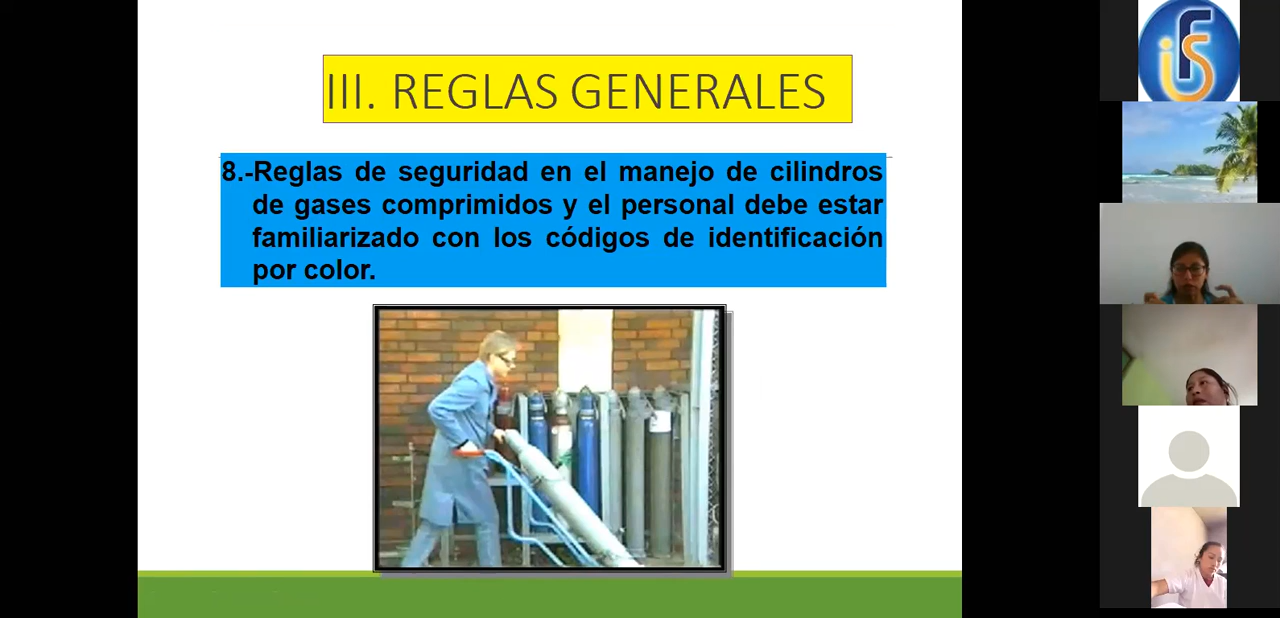 III. REGLAS GENERALES
8.-Reglas de seguridad en el manejo de cilindros
de gases comprimidos y el personal debe estar
familiarizado con los códigos de identificación
por color.